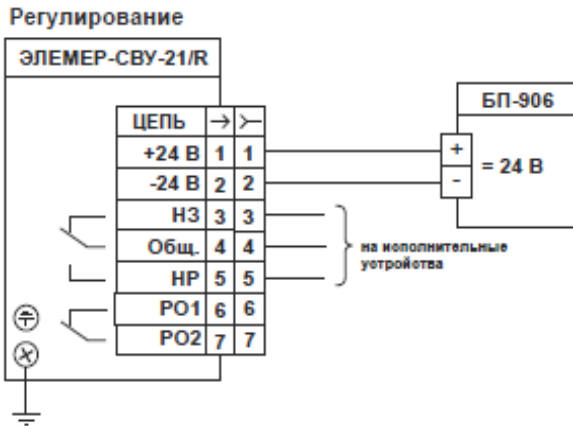 Регулирование
ЭЛЕМЕР-СВУ-21/R
БП-906
ЦЕПЬ
+24 В 1 1
+
= 24 В
-24 В 2 2
-
НЗ 3 3
Общ. 4 4
на исполнительные
устройства
НР 5 5
РО1 6 6
РО2 7 7